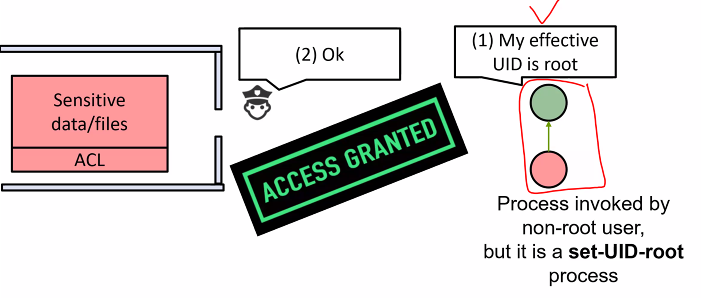 (2) Ok
(1) My effective
UID is root
Sensitive
data/files
ACL
ACCESS GRANTED
Process invoked by
non-root user,
but it is a set-UID-root
process